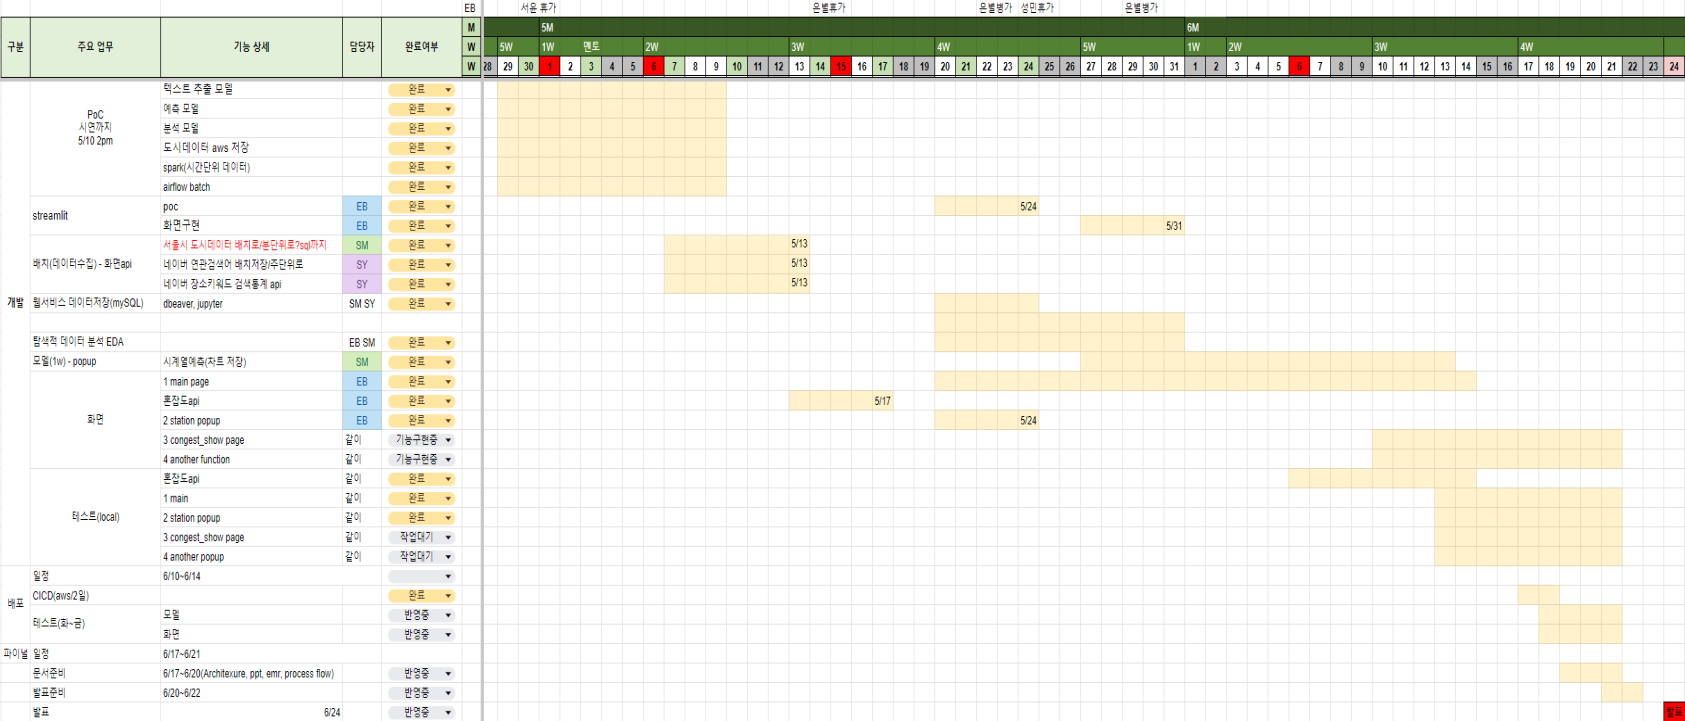 EB 서윤 휴가 은별휴가 은별병가 성민휴가 은별병가
M 5M 6M
구분 주요 업무 기능 상세 담당자 완료여부 W 5W 1W 멘토 2W 3W 4W 5W 1W 2W 3W 4W
W 28 29 30 1 2 3 4 5 6 7 8 9 10 11 12 13 14 15 16 17 18 19 20 21 22 23 24 25 26 27 28 29 30 31 1 2 3 4 5 6 7 8 9 10 11 12 13 14 15 16 17 18 19 20 21 22 23 24
개발
PoC
시연까지
5/10 2pm
텍스트 추출 모델 완료
예측 모델 완료
분석 모델 완료
도시데이터 aws 저장 완료
spark(시간단위 데이터) 완료
airflow batch 완료
streamlit
poc EB 완료 5/24
화면구현 EB 완료 5/31
배치(데이터수집) - 화면api
서울시 도시데이터 배치로/분단위로?sql까지 SM 완료 5/13
네이버 연관검색어 배치저장/주단위로 SY 완료 5/13
네이버 장소키워드 검색통계 api SY 완료 5/13
웹서비스 데이터저장(mySQL) dbeaver, jupyter SM SY 완료
탐색적 데이터 분석 EDA EB SM 완료
모델(1w) - popup 시계열예측(차트 저장) SM 완료
화면
1 main page EB 완료
혼잡도api EB 완료 5/17
2 station popup EB 완료 5/24
3 congest_show page 같이 기능구현중
4 another function 같이 기능구현중
테스트(local)
혼잡도api 같이 완료
1 main 같이 완료
2 station popup 같이 완료
3 congest_show page 같이 작업대기
4 another popup 같이 작업대기
배포
일정 6/10~6/14
CICD(aws/2일) 완료
테스트(화~금)
모델 반영중
화면 반영중
파이널 일정 6/17~6/21
문서준비 6/17~6/20(Architexure, ppt, emr, process flow) 반영중
발표준비 6/20~6/22 반영중
발표 6/24 반영중 발표